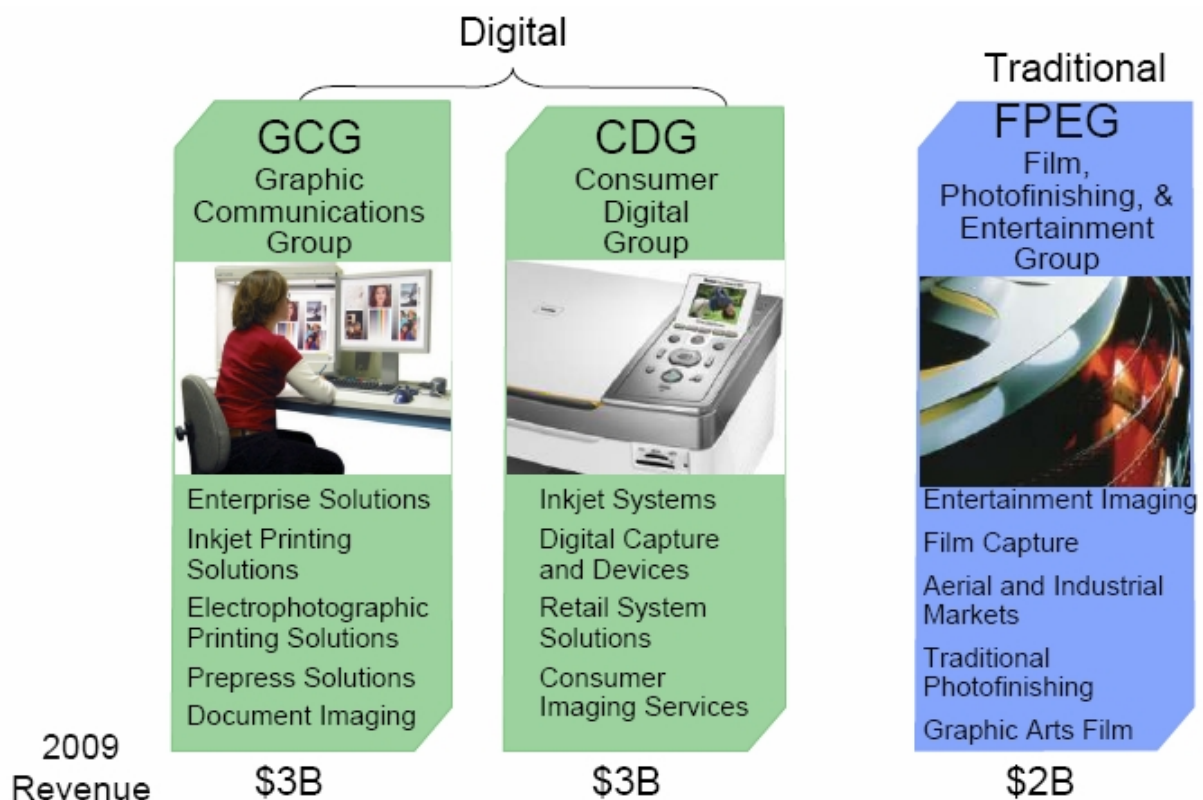 Digital
Traditional
GCG
Graphic
Communications
Group
Enterprise Solutions
Inkjet Printing
Solutions
Electrophotographic
Printing Solutions
Prepress Solutions
Document Imaging
CDG
Consumer
Digital
Group
Inkjet Systems
Digital Capture
and Devices
Retail System
Solutions
Consumer
Imaging Services
FPEG
Film,
Photofinishing, &
Entertainment
Group
Entertainment Imaging
Film Capture
Aerial and Industrial
Markets
Traditional
Photofinishing
Graphic Arts Film
2009
Revenue
$3B
$3B
$2B